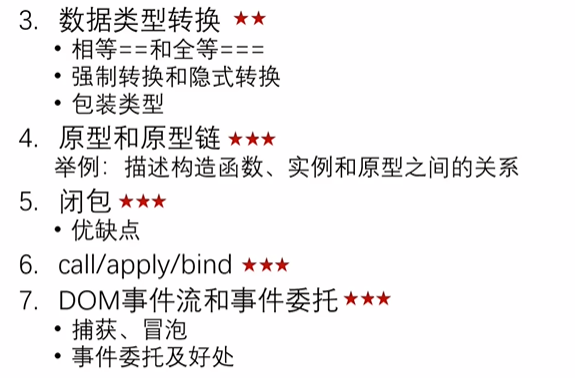 3. 数据类型转换 ★★
• 相等==和全等===
• 强制转换和隐式转换
• 包装类型
4. 原型和原型链 ★★★
举例：描述构造函数、实例和原型之间的关系
5. 闭包 ★★★
• 优缺点
6. call/apply/bind ★★★
7. DOM事件流和事件委托 ★★★
• 捕获、冒泡
• 事件委托及好处